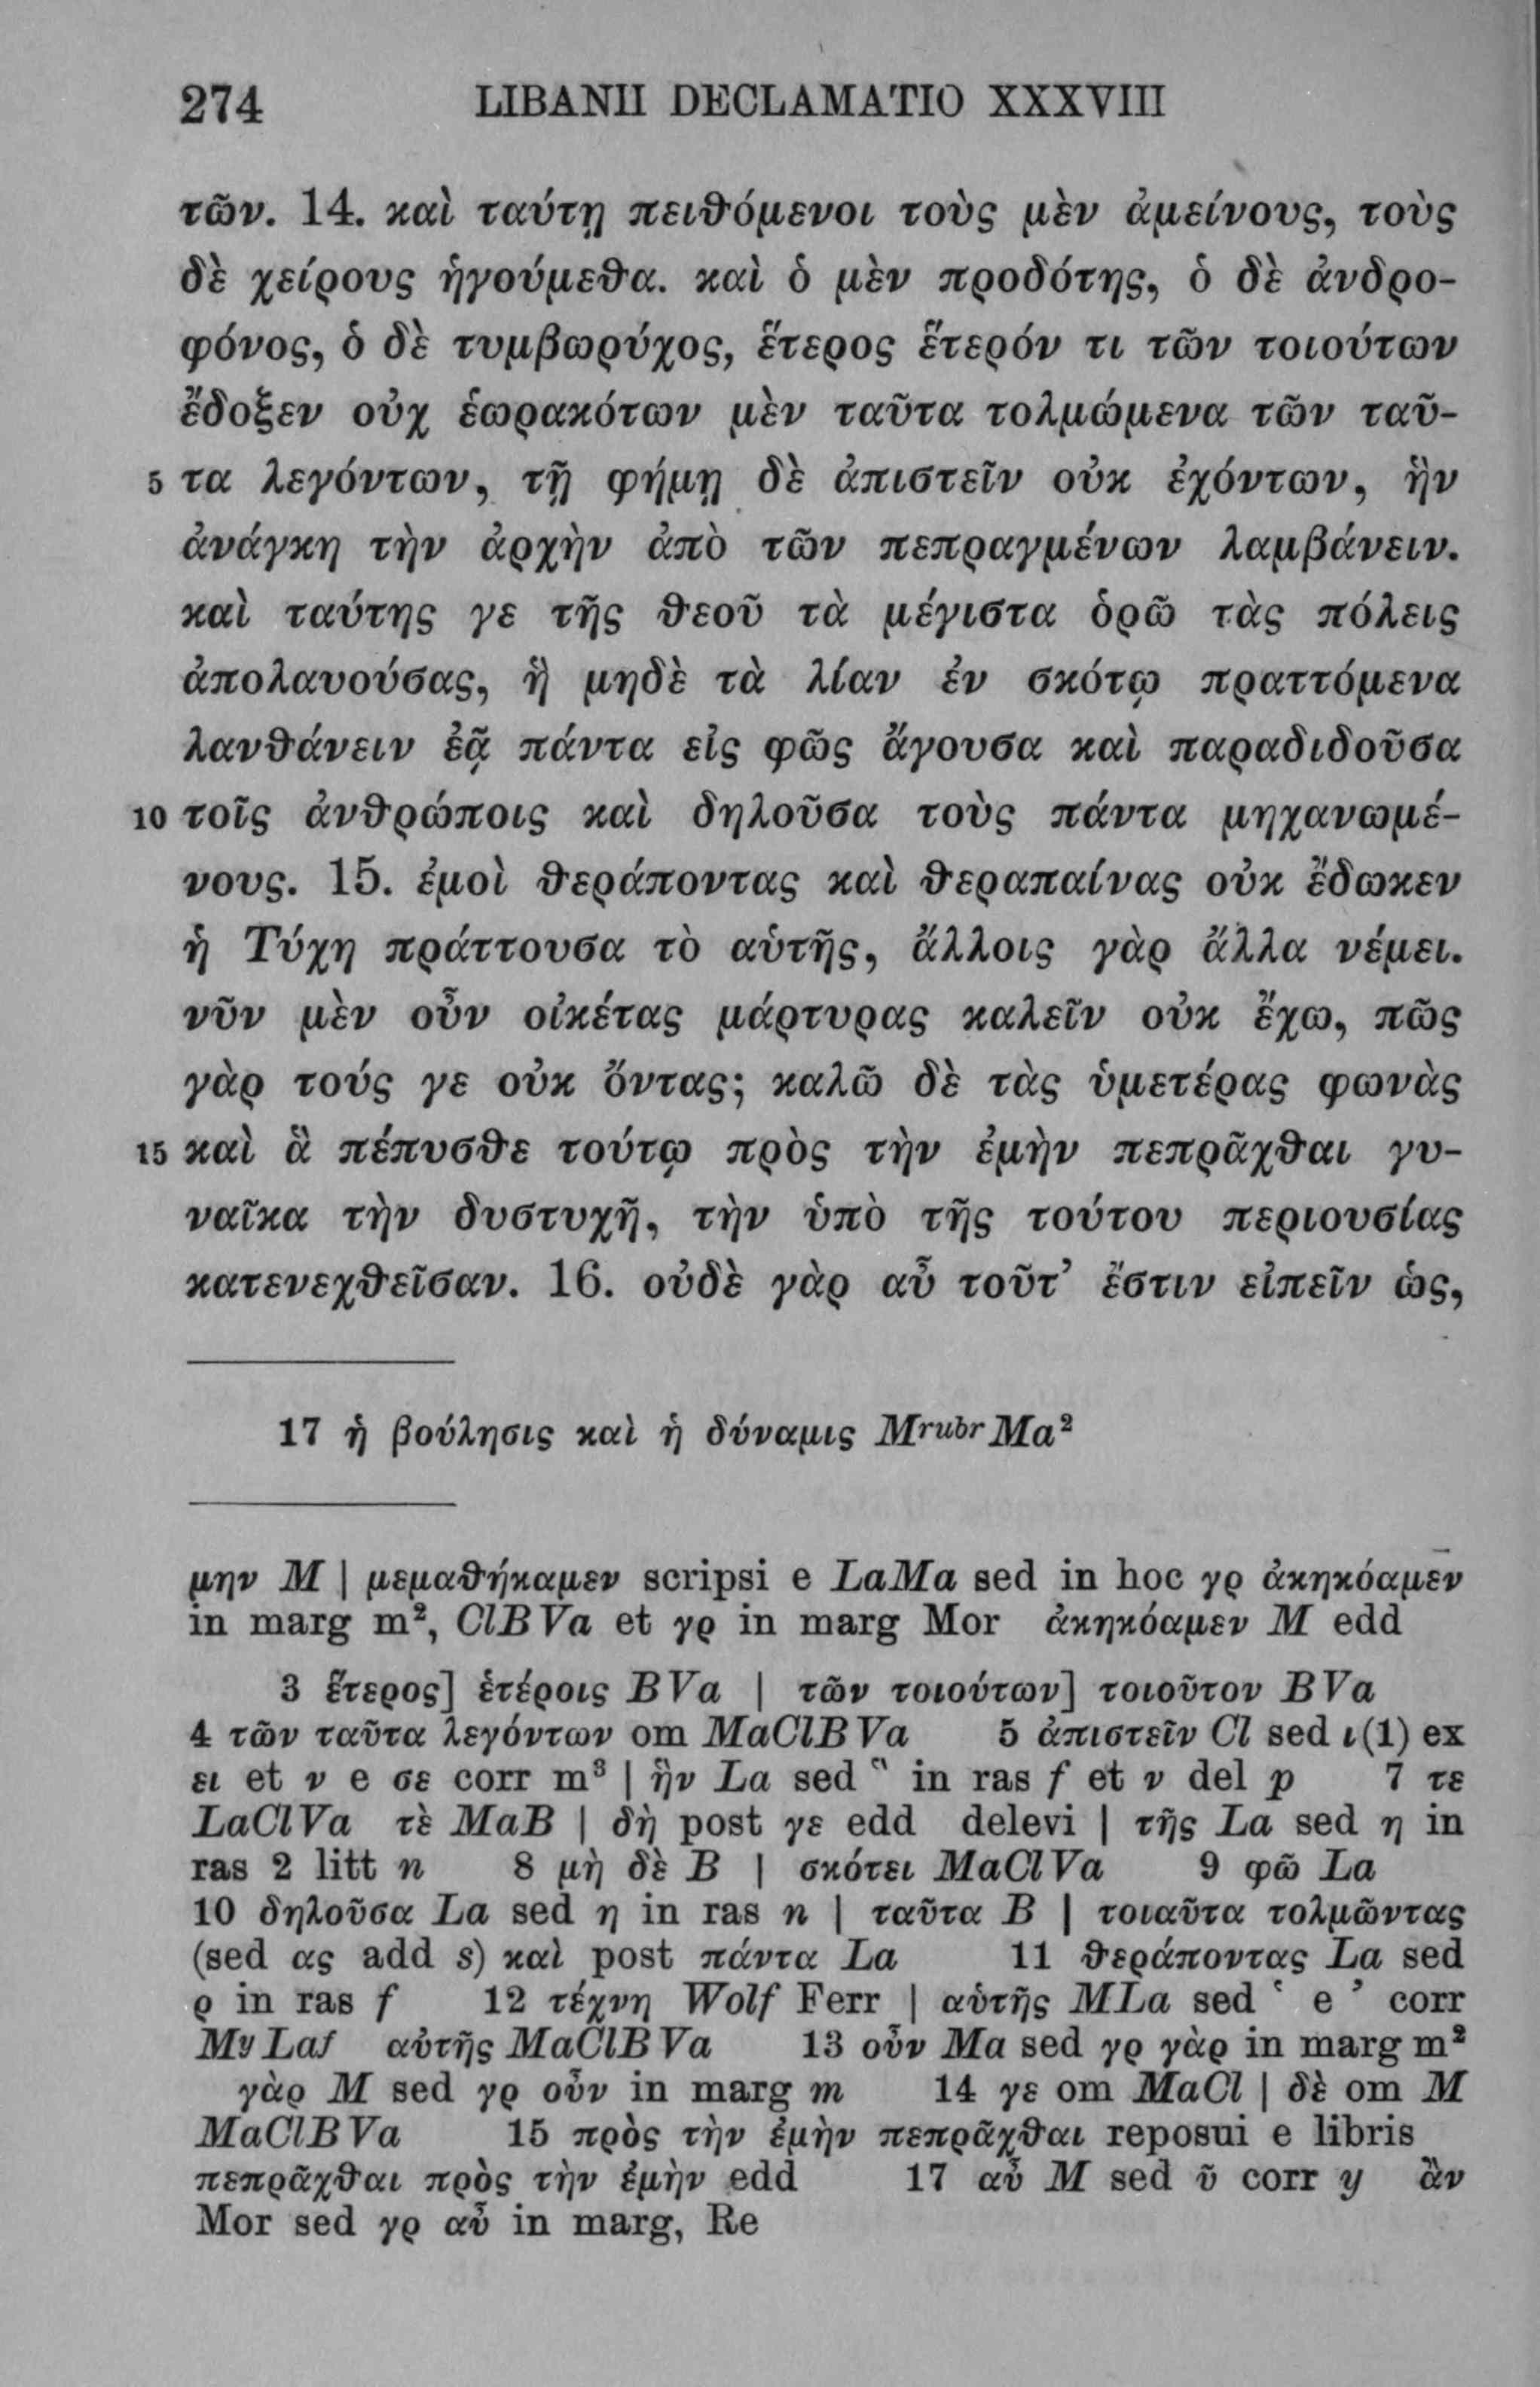 274 LIBANII DECLAMATIO XXXVIII
των. 14. καὶ ταύτῃ πειθόμενοι τοὺς μὲν ἀμείνους, τοὺς
δὲ χείρους ἡγούμεθα. καὶ ὁ μὲν προδότης, ὁ δὲ ἀνδρο-
φόνος, ὁ δὲ τυμβωρύχος, ἕτερος ἕτερόν τι τῶν τοιούτων
ἔδοξεν οὐχ ἑωρακότων μὲν ταῦτα τολμώμενα τῶν ταῦ-
5 τα λεγόντων, τῇ φήμῃ δὲ ἀπιστεῖν οὐκ ἐχόντων, ἣν
ἀνάγκη τὴν ἀρχὴν ἀπὸ τῶν πεπραγμένων λαμβάνειν.
καὶ ταύτης γε τῆς θεοῦ τὰ μέγιστα ὁρῶ τὰς πόλεις
ἀπολαυούσας, ἣ μηδὲ τὰ λίαν ἐν σκότῳ πραττόμενα
λανθάνειν ἐᾷ πάντα εἰς φῶς ἄγουσα καὶ παραδιδοῦσα
10 τοῖς ἀνθρώποις καὶ δηλοῦσα τοὺς πάντα μηχανωμέ-
νους. 15. ἐμοὶ θεράποντας καὶ θεραπαίνας οὐκ ἔδωκεν
ἡ Τύχη πράττουσα τὸ αὑτῆς, ἄλλοις γὰρ ἄλλα νέμει.
νῦν μὲν οὖν οἰκέτας μάρτυρας καλεῖν οὐκ ἔχω, πῶς
γὰρ τούς γε οὐκ ὄντας; καλῶ δὲ τὰς ὑμετέρας φωνὰς
15 καὶ ἃ πέπυσθε τούτῳ πρὸς τὴν ἐμὴν πεπρᾶχθαι γυ-
ναῖκα τὴν δυστυχῆ, τὴν ὑπὸ τῆς τούτου περιουσίας
κατενεχθεῖσαν. 16. οὐδὲ γὰρ αὖ τοῦτ’ ἔστιν εἰπεῖν ὡς,
17 ἡ βούλησις καὶ ἡ δύναμις Mrubr Ma²
μην M | μεμαθήκαμεν scripsi e LaMa sed in hoc γρ ἀκηκόαμεν
in marg m², ClBVa et γρ in marg Mor ἀκηκόαμεν M edd
3 ἕτερος] ἑτέροις BVa | τῶν τοιούτων] τοιοῦτον BVa
4 τῶν ταῦτα λεγόντων om MaClBVa 5 ἀπιστεῖν Cl sed ι(1) ex
ει et ν e σε corr m³ | ἣν La sed ῞ in ras f et ν del p 7 τε
LaClVa τὲ MaB | δὴ post γε edd delevi | τῆς La sed η in
ras 2 litt n 8 μὴ δὲ B | σκότει MaClVa 9 φῶ La
10 δηλοῦσα La sed η in ras n | ταῦτα B | τοιαῦτα τολμῶντας
(sed ας add s) καὶ post πάντα La 11 θεράποντας La sed
ρ in ras f 12 τέχνη Wolf Ferr | αὑτῆς MLa sed ῾ e ᾿ corr
My Laf αὐτῆς MaClBVa 13 οὖν Ma sed γρ γὰρ in marg m²
γὰρ M sed γρ οὖν in marg m 14 γε om MaCl | δὲ om M
MaClBVa 15 πρὸς τὴν ἐμὴν πεπρᾶχθαι reposui e libris
πεπρᾶχθαι πρὸς τὴν ἐμὴν edd 17 αὖ M sed ῦ corr y ἂν
Mor sed γρ αὖ in marg, Re